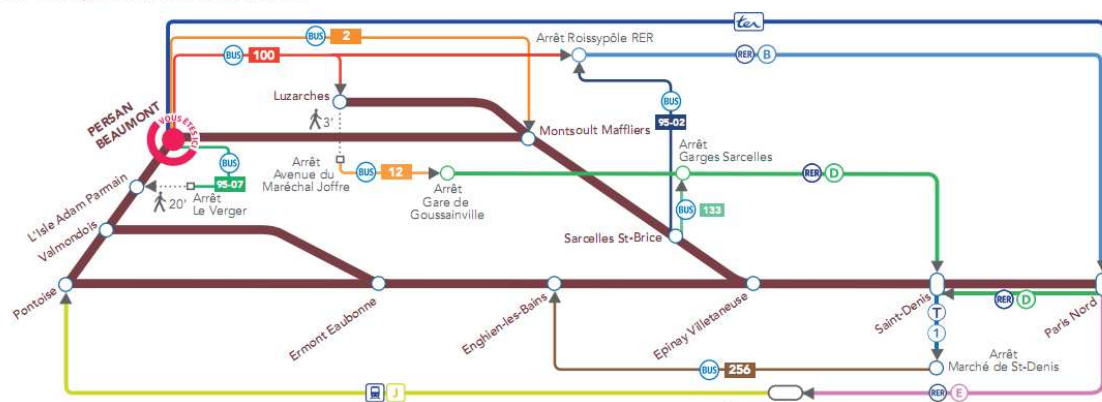 ter
BUS 2
Arrêt Roissypôle RER
RER B
BUS 100
Luzarches
PERSAN
BEAUMONT
VOUS ÊTES ICI
3'
Montsoult Maffliers
BUS
95-02
Arrêt
Garges Sarcelles
BUS
95-07
Arrêt
Avenue du
Maréchal Joffre
BUS 12
Arrêt
Gare de
Goussainville
RER D
L'Isle Adam Parmain
20'
Arrêt
Le Verger
BUS 133
Valmondois
Sarcelles St-Brice
Pontoise
Ermont Eaubonne
Enghien-les-Bains
Epinay Villetaneuse
Saint-Denis
RER D
Paris Nord
T
1
Arrêt
Marché de St-Denis
BUS 256
J
RER E